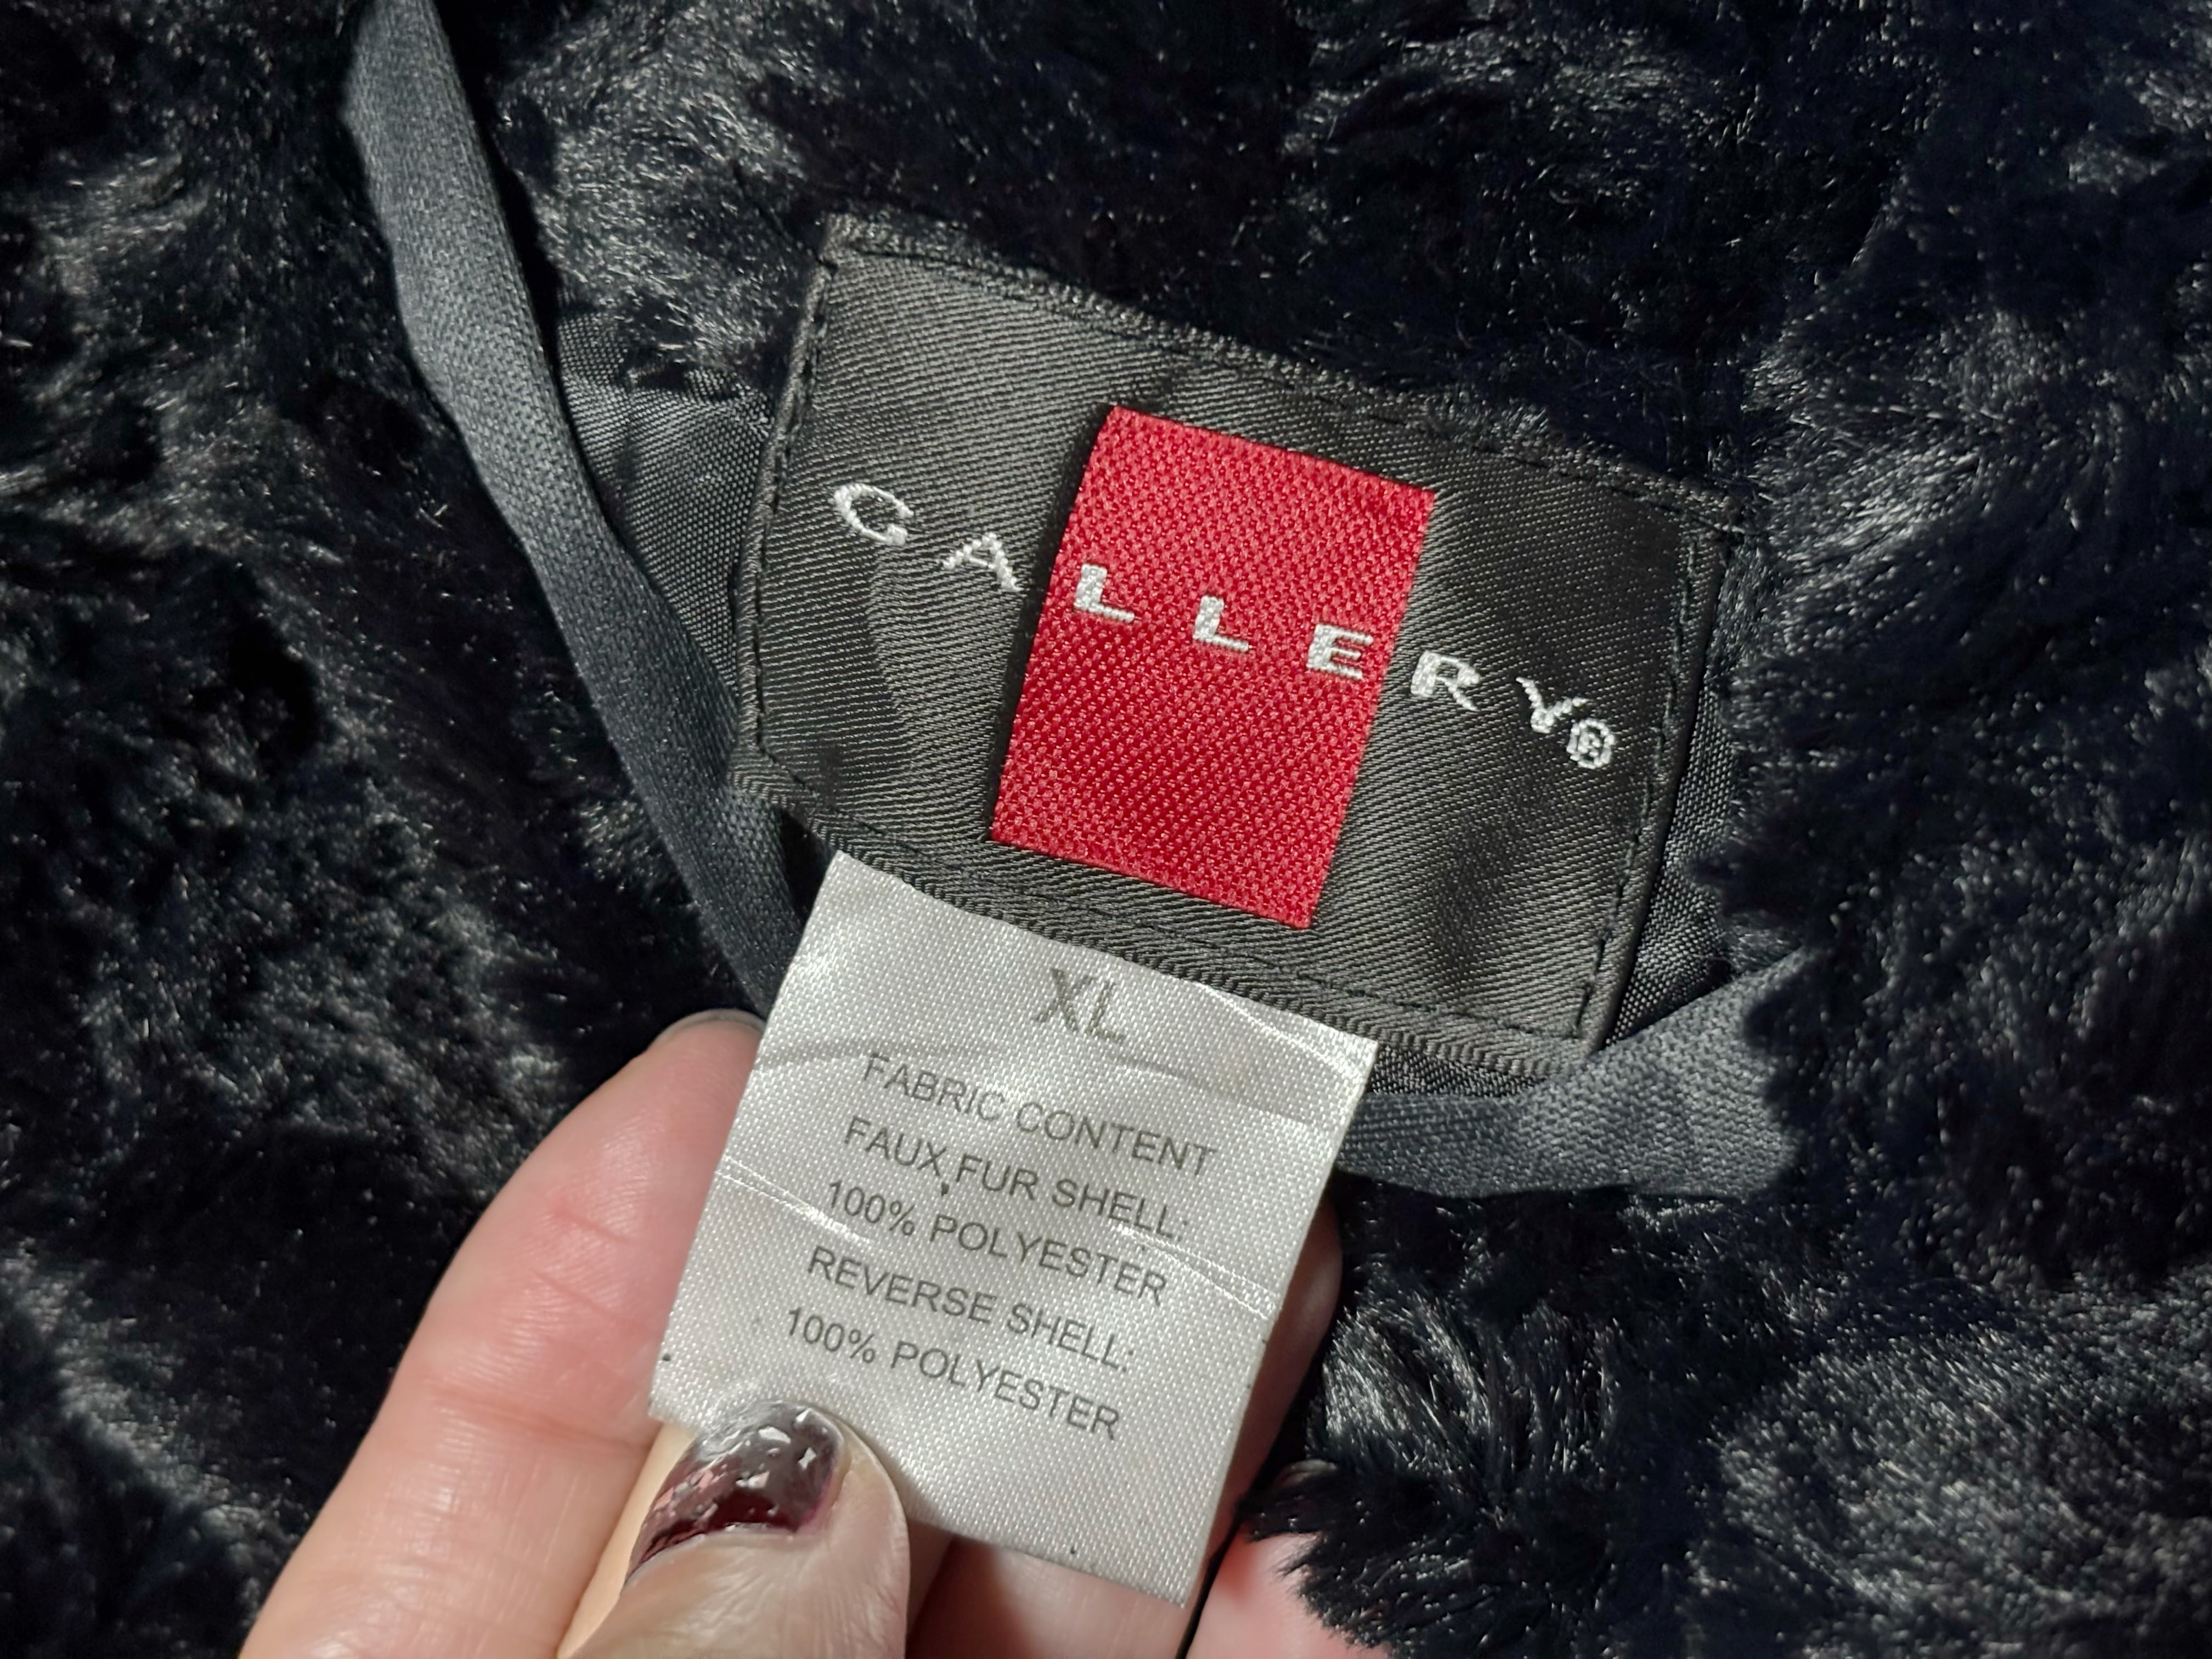 GALLERY®
XL
FABRIC CONTENT
FAUX FUR SHELL:
100% POLYESTER
REVERSE SHELL:
100% POLYESTER